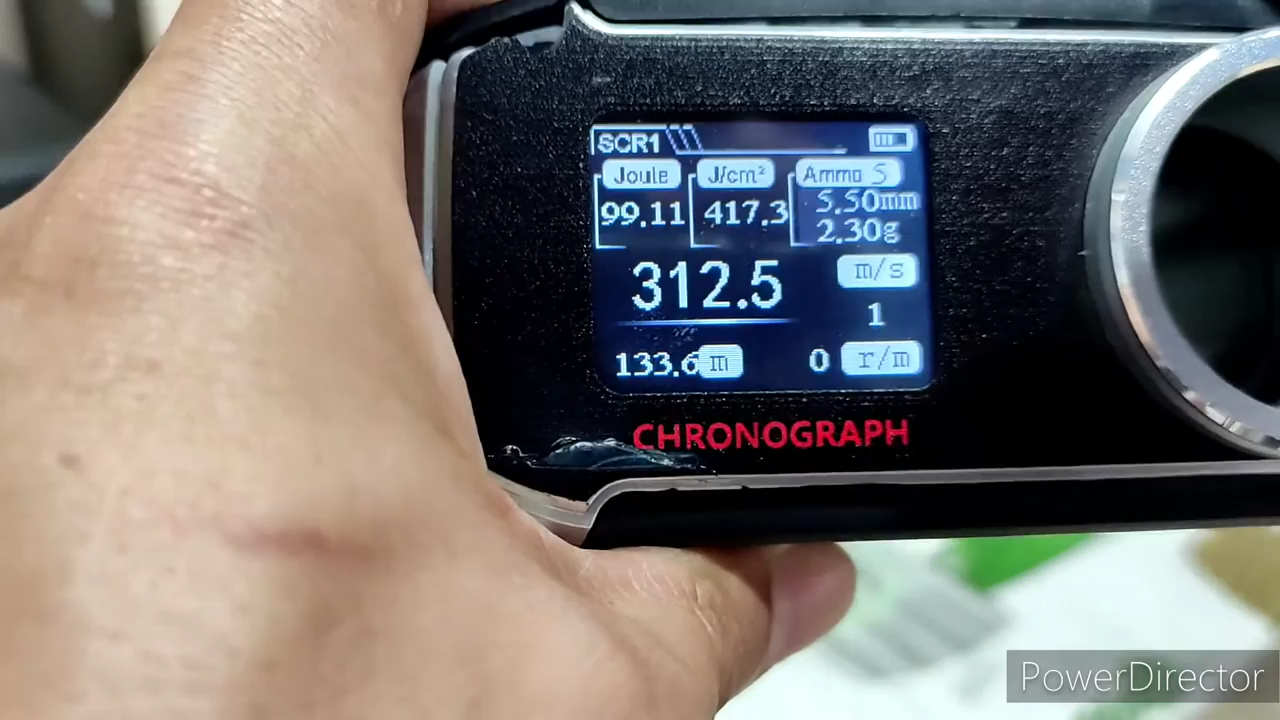 SCR1
Joule J/cm² Ammo 5
99.11 417.3 5.50mm
2.30g
312.5 m/s
1
133.6 m 0 r/m
CHRONOGRAPH
PowerDirector